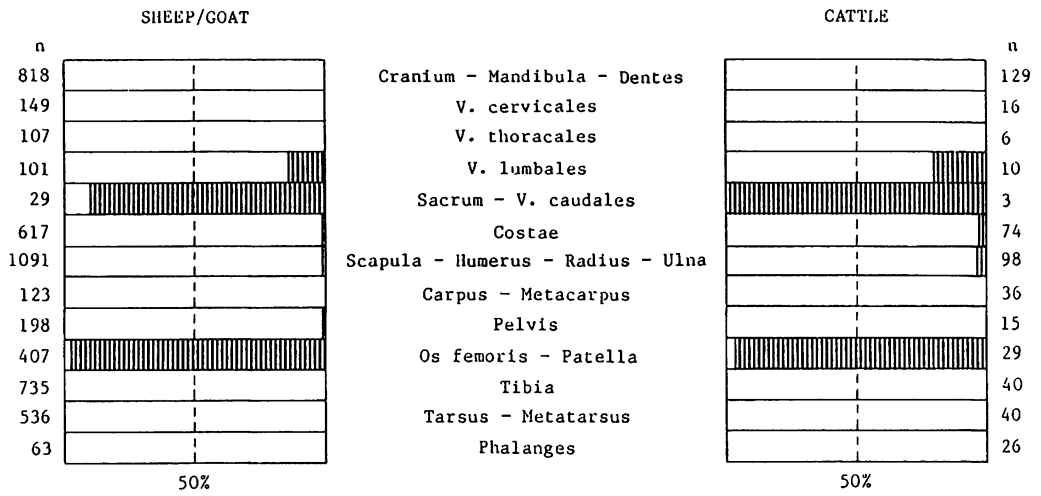 SHEEP/GOAT CATTLE
n n
818 Cranium - Mandibula - Dentes 129
149 V. cervicales 16
107 V. thoracales 6
101 V. lumbales 10
29 Sacrum - V. caudales 3
617 Costae 74
1091 Scapula - Humerus - Radius - Ulna 98
123 Carpus - Metacarpus 36
198 Pelvis 15
407 Os femoris - Patella 29
735 Tibia 40
536 Tarsus - Metatarsus 40
63 Phalanges 26
50% 50%